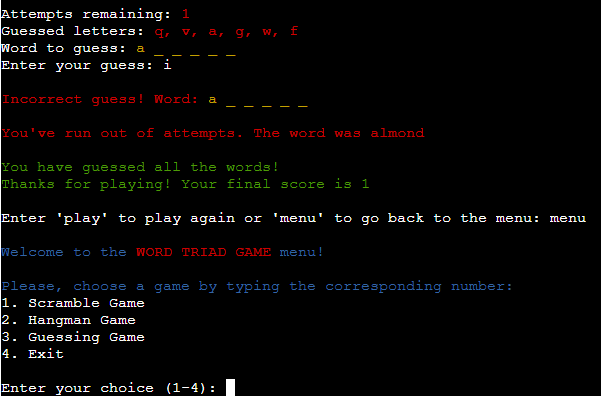 Attempts remaining: 1
Guessed letters: q, v, a, g, w, f
Word to guess: a _ _ _ _ _
Enter your guess: i
Incorrect guess! Word: a _ _ _ _ _
You've run out of attempts. The word was almond
You have guessed all the words!
Thanks for playing! Your final score is 1
Enter 'play' to play again or 'menu' to go back to the menu: menu
Welcome to the WORD TRIAD GAME menu!
Please, choose a game by typing the corresponding number:
1. Scramble Game
2. Hangman Game
3. Guessing Game
4. Exit
Enter your choice (1-4):